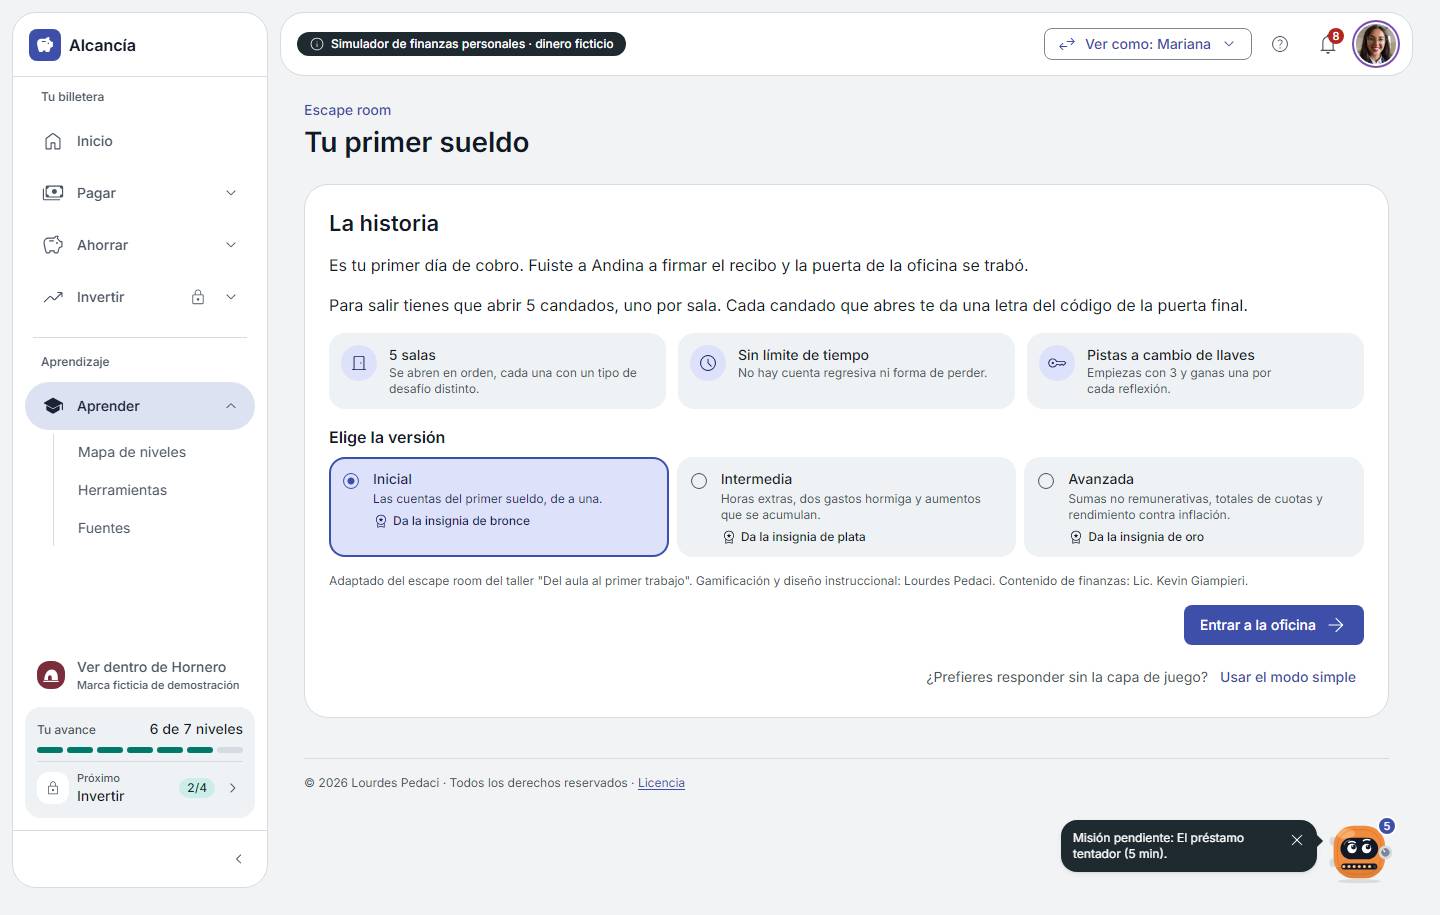 Alcancía
Simulador de finanzas personales · dinero ficticio
Ver como: Mariana
8
Tu billetera
Inicio
Pagar
Ahorrar
Invertir
Aprendizaje
Aprender
Mapa de niveles
Herramientas
Fuentes
Ver dentro de Hornero
Marca ficticia de demostración
Tu avance
6 de 7 niveles
Próximo
Invertir
2/4
Escape room
Tu primer sueldo
La historia
Es tu primer día de cobro. Fuiste a Andina a firmar el recibo y la puerta de la oficina se trabó.
Para salir tienes que abrir 5 candados, uno por sala. Cada candado que abres te da una letra del código de la puerta final.
5 salas
Se abren en orden, cada una con un tipo de
desafío distinto.
Sin límite de tiempo
No hay cuenta regresiva ni forma de perder.
Pistas a cambio de llaves
Empiezas con 3 y ganas una por
cada reflexión.
Elige la versión
Inicial
Las cuentas del primer sueldo, de a una.
Da la insignia de bronce
Intermedia
Horas extras, dos gastos hormiga y aumentos
que se acumulan.
Da la insignia de plata
Avanzada
Sumas no remunerativas, totales de cuotas y
rendimiento contra inflación.
Da la insignia de oro
Adaptado del escape room del taller "Del aula al primer trabajo". Gamificación y diseño instruccional: Lourdes Pedaci. Contenido de finanzas: Lic. Kevin Giampieri.
Entrar a la oficina
¿Prefieres responder sin la capa de juego? Usar el modo simple
© 2026 Lourdes Pedaci · Todos los derechos reservados · Licencia
Misión pendiente: El préstamo
tentador (5 min).
5